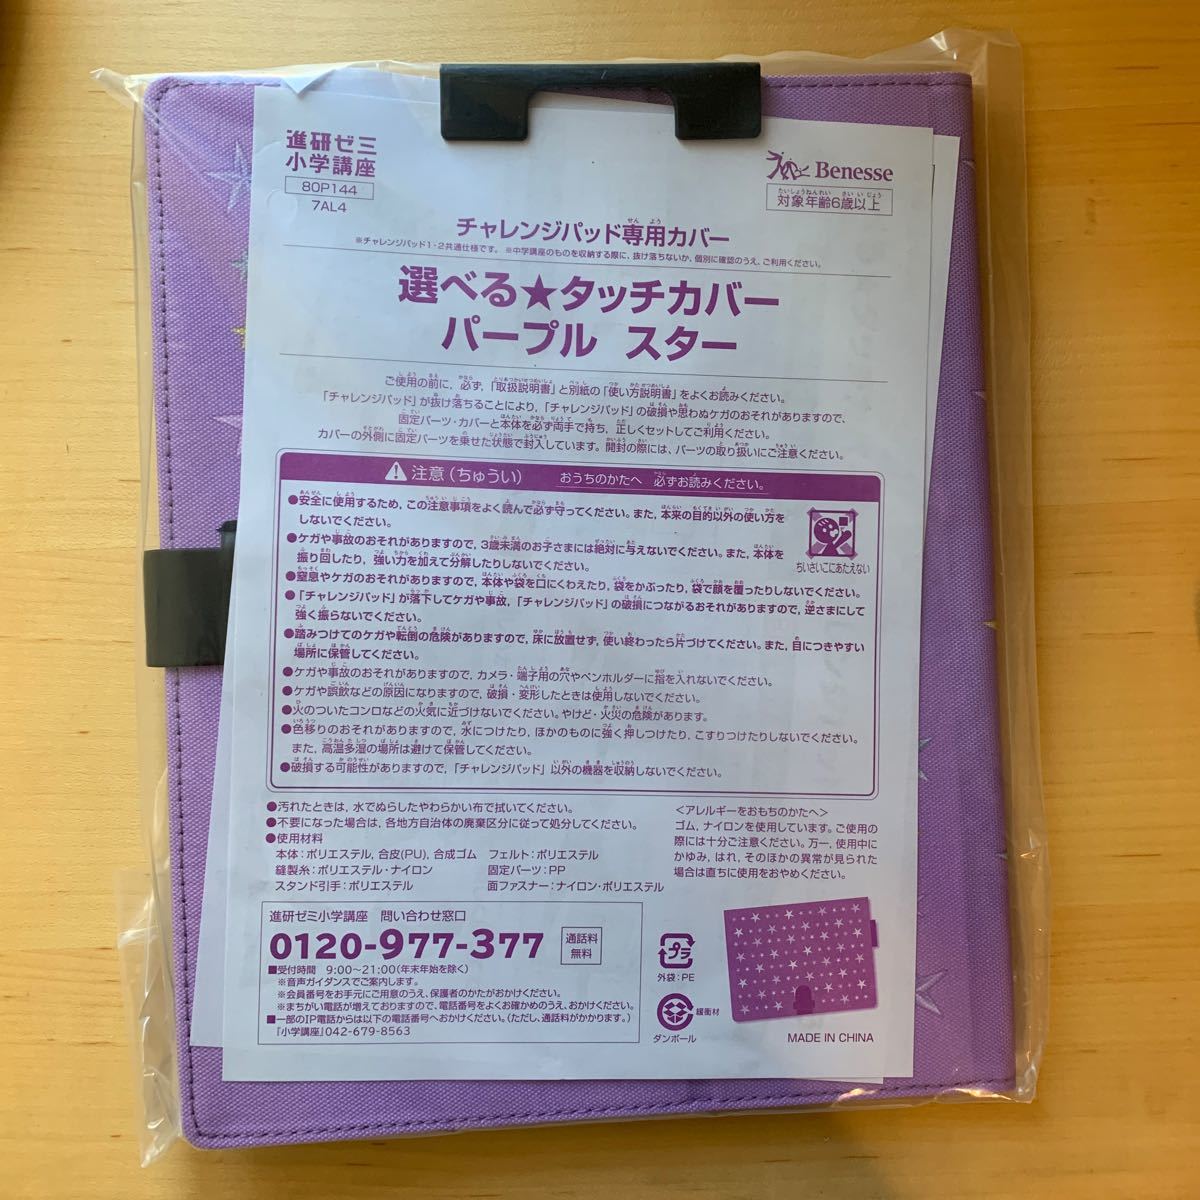 進研ゼミ
小学講座
80P144
7AL4
Benesse
対象年齢6歳以上
チャレンジパッド専用カバー
※チャレンジパッド1・2共通仕様です。 ※中学講座のものを収納する際に、抜け落ちないか、個別に確認のうえ、ご利用ください。
選べる★タッチカバー
パープル スター
ご使用の前に、必ず、「取扱説明書」と別紙の「使い方説明書」をよくお読みください。
「チャレンジパッド」が抜け落ちることにより、「チャレンジパッド」の破損や思わぬケガのおそれがありますので、
固定パーツ・カバーと本体を必ず両手で持ち、正しくセットしてご利用ください。
カバーの外側に固定パーツを乗せた状態で封入しています。開封の際には、パーツの取り扱いにご注意ください。
注意(ちゅうい) おうちのかたへ 必ずお読みください。
●安全に使用するため、この注意事項をよく読んで必ず守ってください。また、本来の目的以外の使い方を
しないでください。
●ケガや事故のおそれがありますので、3歳未満のお子さまには絶対に与えないでください。また、本体を
振り回したり、強い力を加えて分解したりしないでください。
ちいさいこにあたえない
●窒息やケガのおそれがありますので、本体や袋を口にくわえたり、袋をかぶったり、袋で顔を覆ったりしないでください。
●「チャレンジパッド」が落下してケガや事故、「チャレンジパッド」の破損につながるおそれがありますので、逆さまにして
強く振らないでください。
●踏みつけてのケガや転倒の危険がありますので、床に放置せず、使い終わったら片づけてください。また、目につきやすい
場所に保管してください。
●ケガや事故のおそれがありますので、カメラ・端子用の穴やペンホルダーに指を入れないでください。
●ケガや誤飲などの原因になりますので、破損・変形したときは使用しないでください。
●火のついたコンロなどの火気に近づけないでください。やけど・火災の危険があります。
●色移りのおそれがありますので、水につけたり、ほかのものに強く押しつけたり、こすりつけたりしないでください。
また、高温多湿の場所は避けて保管してください。
●破損する可能性がありますので、「チャレンジパッド」以外の機器を収納しないでください。
●汚れたときは、水でぬらしたやわらかい布で拭いてください。
●不要になった場合は、各地方自治体の廃棄区分に従って処分してください。
●使用材料
本体：ポリエステル、合皮(PU)、合成ゴム フェルト：ポリエステル
縫製糸：ポリエステル・ナイロン 固定パーツ：PP
スタンド引手：ポリエステル 面ファスナー：ナイロン・ポリエステル
＜アレルギーをおもちのかたへ＞
ゴム、ナイロンを使用しています。ご使用の
際には十分ご注意ください。万一、使用中に
かゆみ、はれ、そのほかの異常が見られた
場合は直ちに使用をおやめください。
進研ゼミ小学講座 問い合わせ窓口
0120-977-377 通話料
無料
■受付時間 9:00～21:00(年末年始を除く)
※音声ガイダンスでご案内します。
※会員番号をお手元にご用意のうえ、保護者のかたがおかけください。
※まちがい電話が増えておりますので、電話番号をよくお確かめのうえ、おかけください。
■一部のIP電話からは以下の電話番号へおかけください。(ただし、通話料がかかります。)
「小学講座」042-679-8563
プラ
外袋：PE
緩衝材
ダンボール
MADE IN CHINA